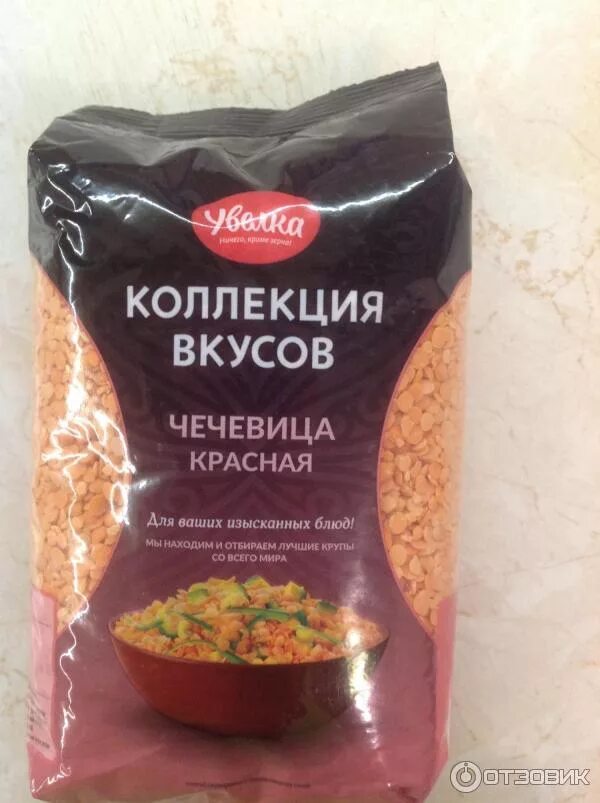 Увелка
Ничего, кроме зерна!
КОЛЛЕКЦИЯ
ВКУСОВ
ЧЕЧЕВИЦА
КРАСНАЯ
Для ваших изысканных блюд!
МЫ НАХОДИМ И ОТБИРАЕМ ЛУЧШИЕ КРУПЫ
СО ВСЕГО МИРА
ОТЗОВИК